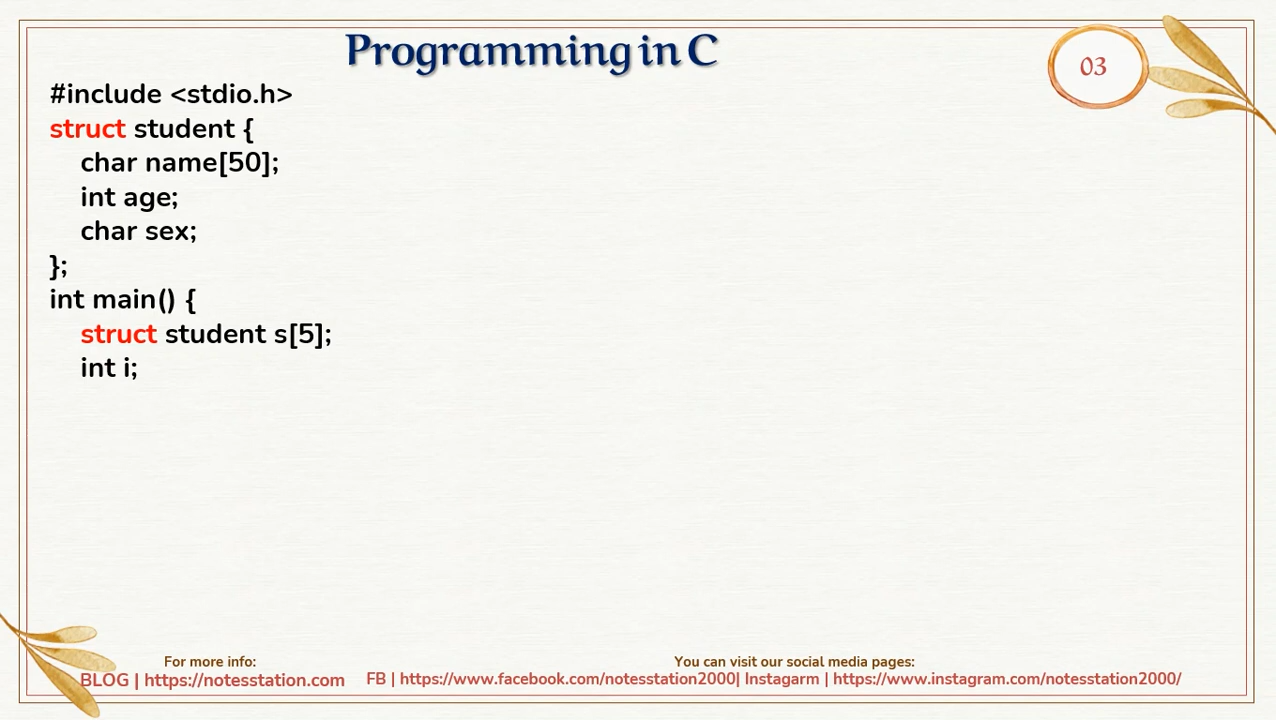 Programming in C
03
#include <stdio.h>
struct student {
    char name[50];
    int age;
    char sex;
};
int main() {
    struct student s[5];
    int i;
For more info:
BLOG | https://notesstation.com
You can visit our social media pages:
FB | https://www.facebook.com/notesstation2000| Instagarm | https://www.instagram.com/notesstation2000/